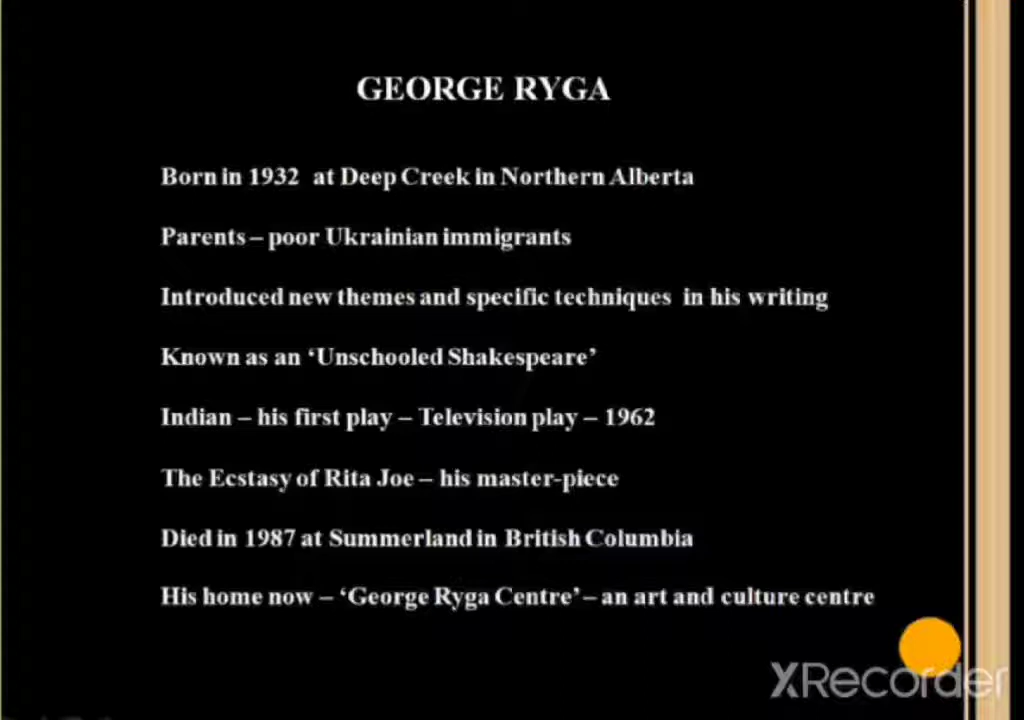 GEORGE RYGA
Born in 1932 at Deep Creek in Northern Alberta
Parents – poor Ukrainian immigrants
Introduced new themes and specific techniques in his writing
Known as an ‘Unschooled Shakespeare’
Indian – his first play – Television play – 1962
The Ecstasy of Rita Joe – his master-piece
Died in 1987 at Summerland in British Columbia
His home now – ‘George Ryga Centre’ – an art and culture centre
XRecorder